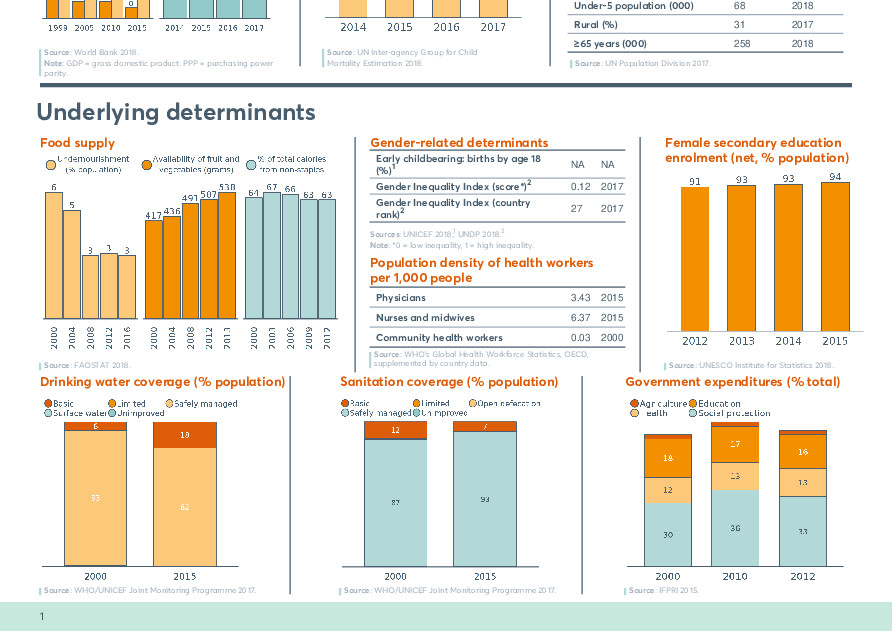 0
1999 2005 2010 2015
2014 2015 2016 2017
Source: World Bank 2018.
Note: GDP = gross domestic product. PPP = purchasing power
parity.
2014 2015 2016 2017
Source: UN Inter-agency Group for Child
Mortality Estimation 2018.
Under-5 population (000) 68 2018
Rural (%) 31 2017
≥65 years (000) 258 2018
Source: UN Population Division 2017.
Underlying determinants
Food supply
Undernourishment
(% population)
Availability of fruit and
vegetables (grams)
% of total calories
from non-staples
6 5 3 3 3
417 436 491 507 538
64 67 66 63 63
2000 2004 2008 2012 2016
2000 2004 2008 2012 2013
2000 2003 2006 2009 2012
Source: FAOSTAT 2018.
Gender-related determinants
Early childbearing: births by age 18
(%)1 NA NA
Gender Inequality Index (score*)2 0.12 2017
Gender Inequality Index (country
rank)2 27 2017
Sources: UNICEF 2018,1 UNDP 2018.2
Note: *0 = low inequality, 1 = high inequality.
Population density of health workers
per 1,000 people
Physicians 3.43 2015
Nurses and midwives 6.37 2015
Community health workers 0.03 2000
Source: WHO's Global Health Workforce Statistics, OECD,
supplemented by country data.
Female secondary education
enrolment (net, % population)
91 93 93 94
2012 2013 2014 2015
Source: UNESCO Institute for Statistics 2018.
Drinking water coverage (% population)
Basic Limited Safely managed
Surface water Unimproved
6 18
93 82
2000 2015
Source: WHO/UNICEF Joint Monitoring Programme 2017.
Sanitation coverage (% population)
Basic Limited Open defecation
Safely managed Unimproved
12 7
87 93
2000 2015
Source: WHO/UNICEF Joint Monitoring Programme 2017.
Government expenditures (% total)
Agriculture Education
Health Social protection
18 17 16
12 13 13
30 36 33
2000 2010 2012
Source: IFPRI 2015.
1